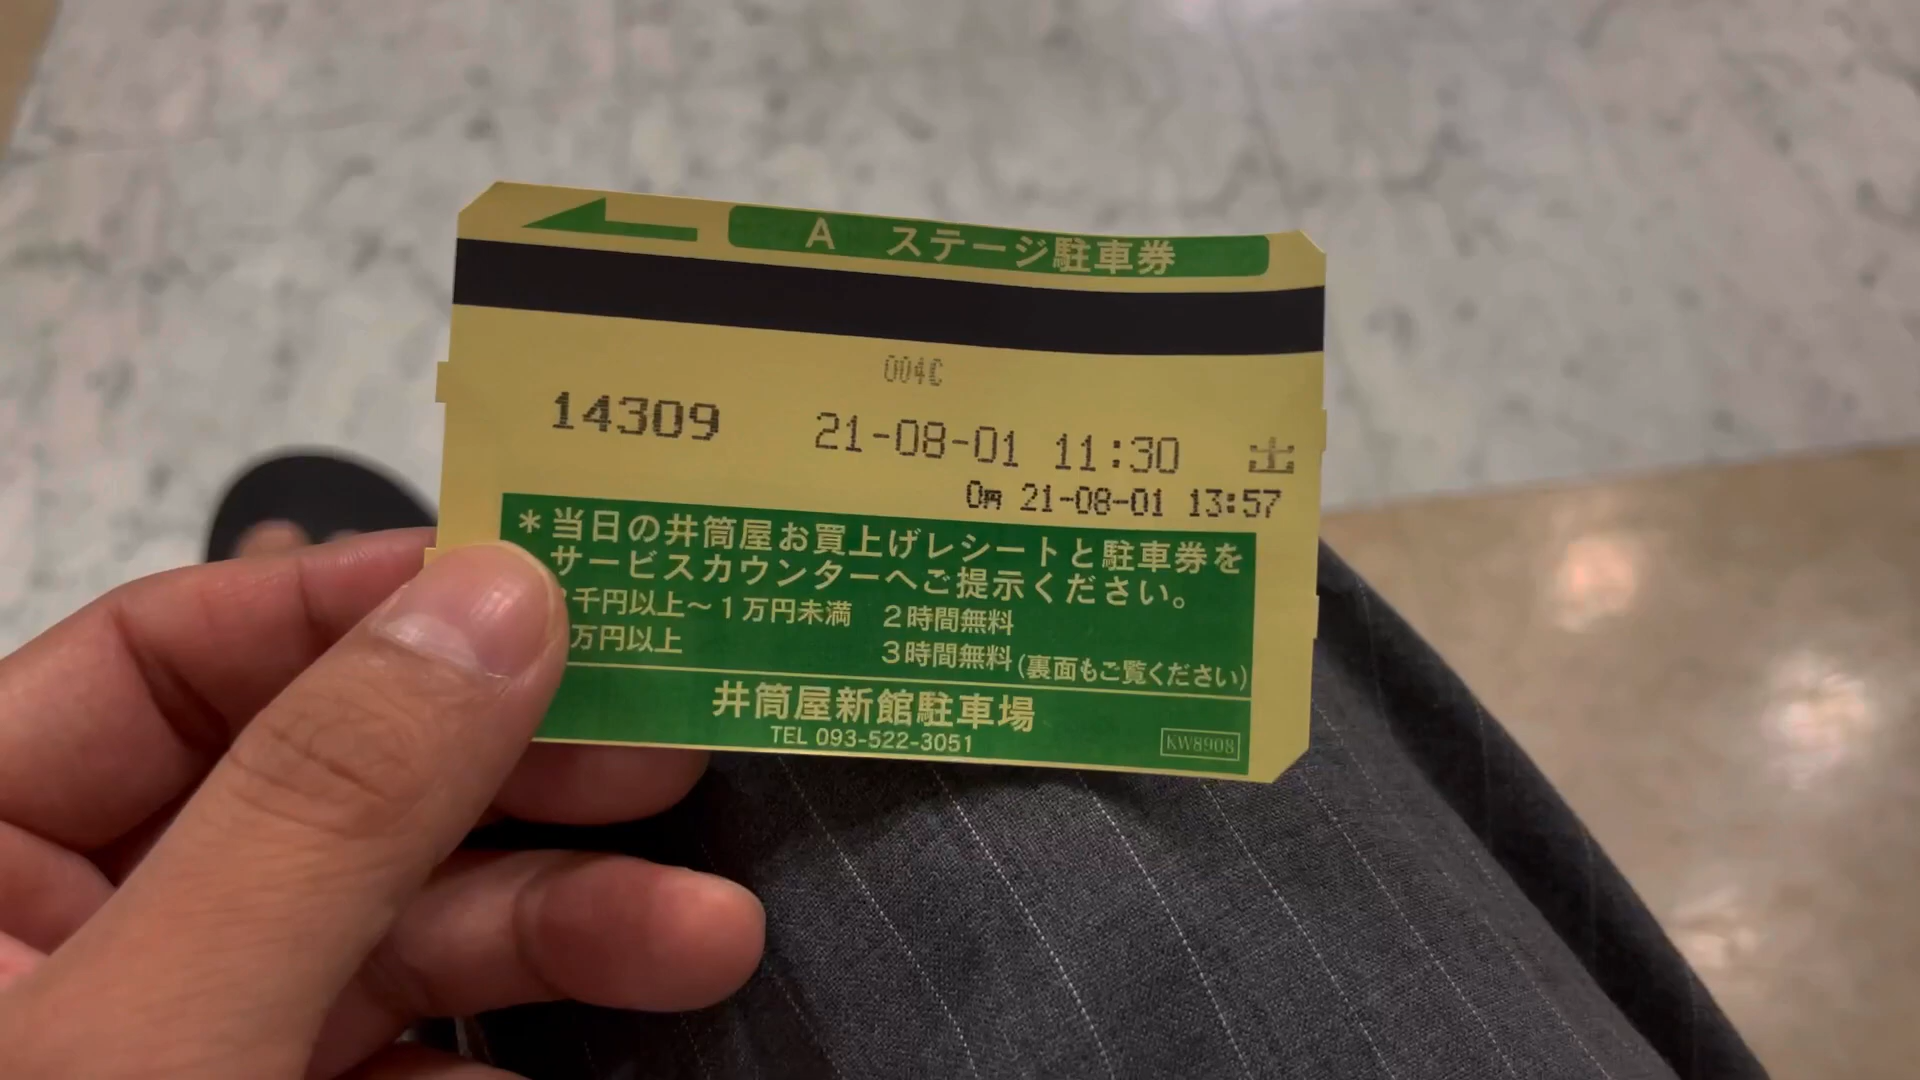 A ステージ駐車券
004C
14309 21-08-01 11:30 出
0円 21-08-01 13:57
＊当日の井筒屋お買上げレシートと駐車券を
サービスカウンターへご提示ください。
千円以上～1万円未満 2時間無料
万円以上 3時間無料(裏面もご覧ください)
井筒屋新館駐車場
TEL 093-522-3051
KW8908